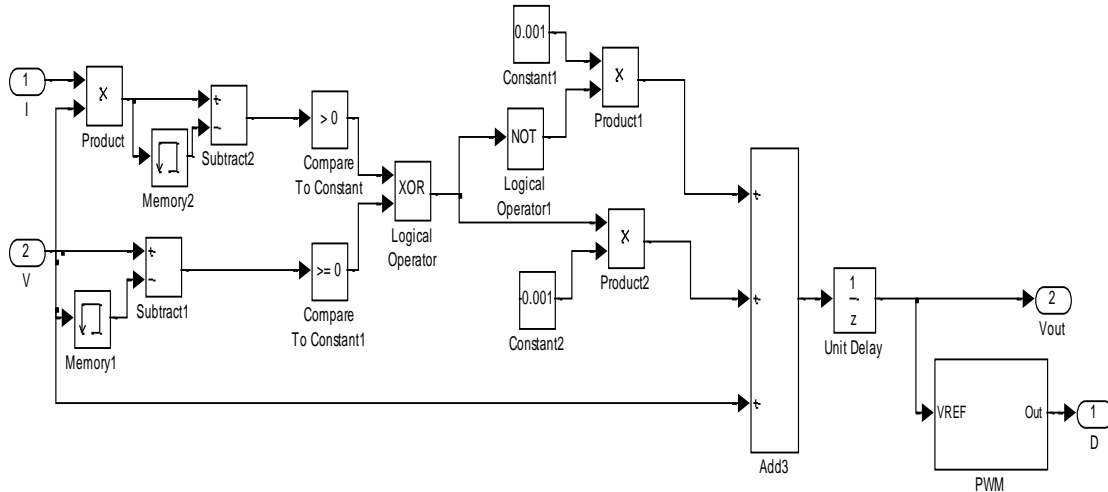 1
I
X
Product
Memory2
+
-
Subtract2
> 0
Compare
To Constant
2
V
Memory1
+
-
Subtract1
>= 0
Compare
To Constant1
XOR
Logical
Operator
0.001
Constant1
NOT
Logical
Operator1
X
Product1
-0.001
Constant2
X
Product2
+
+
+
Add3
1
z
Unit Delay
2
Vout
VREF
Out
PWM
1
D